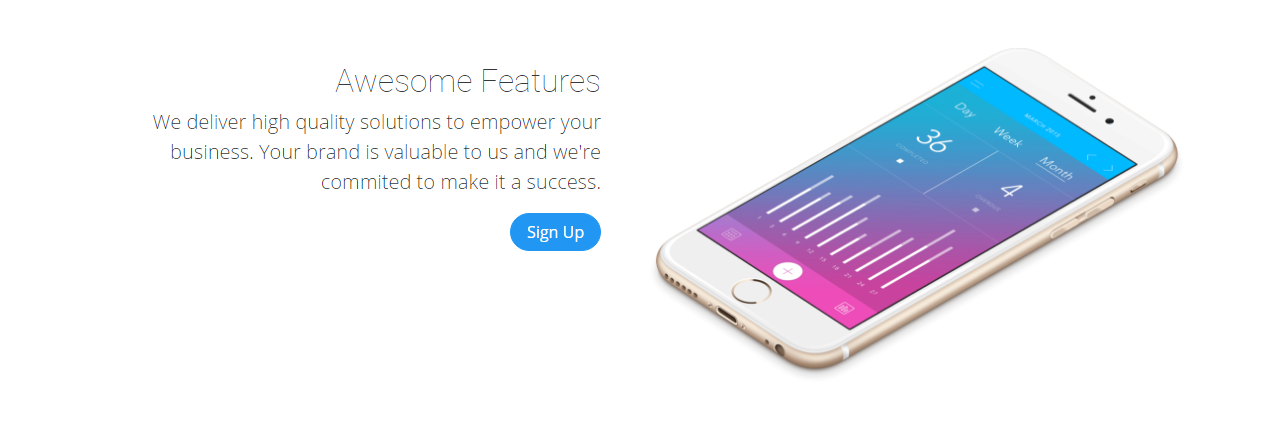 Awesome Features
We deliver high quality solutions to empower your
business. Your brand is valuable to us and we're
commited to make it a success.
Sign Up
MARCH 2015
Day
Week
Month
36
COMPLETED
4